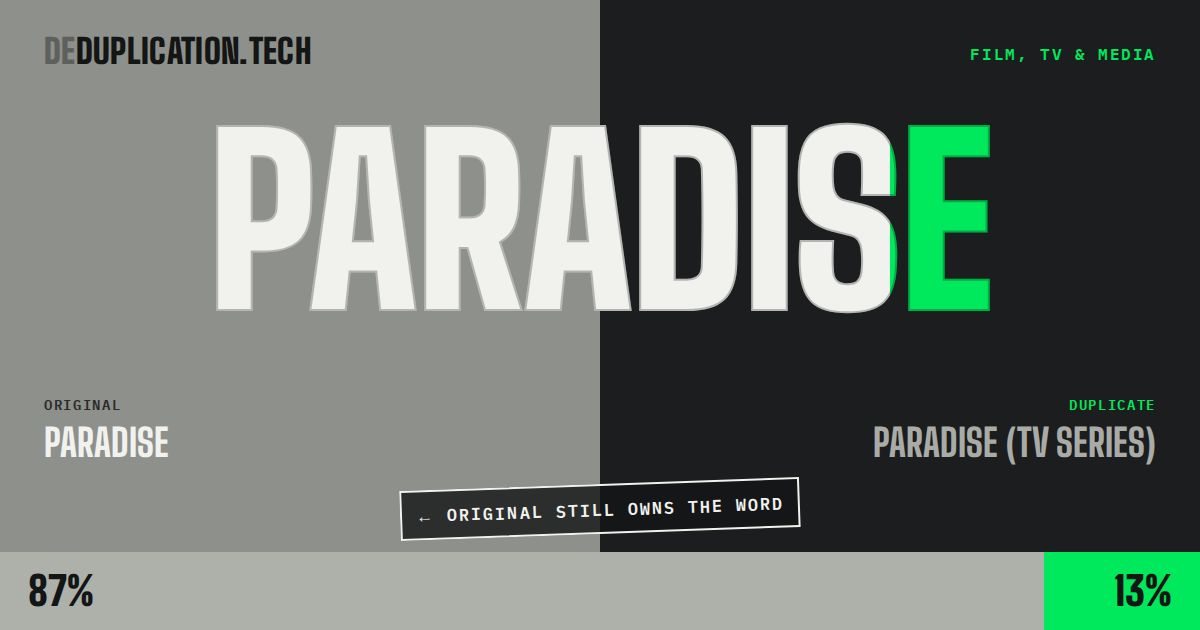 DEDUPLICATION.TECH
FILM, TV & MEDIA
PARADISE
ORIGINAL
PARADISE
DUPLICATE
PARADISE (TV SERIES)
← ORIGINAL STILL OWNS THE WORD
87%
13%